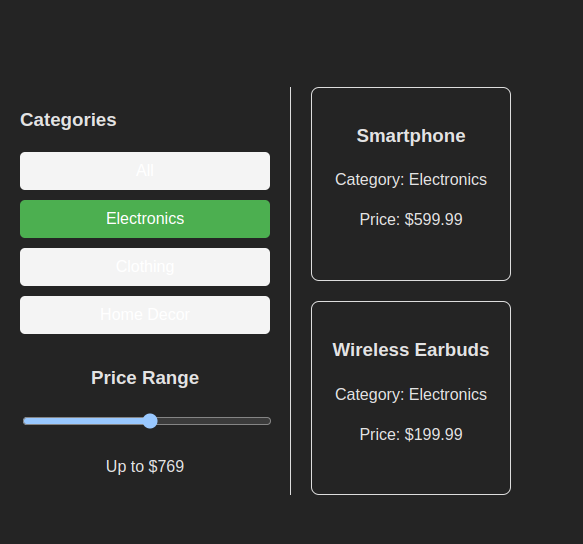 Categories
All
Electronics
Clothing
Home Decor
Price Range
Up to $769
Smartphone
Category: Electronics
Price: $599.99
Wireless Earbuds
Category: Electronics
Price: $199.99